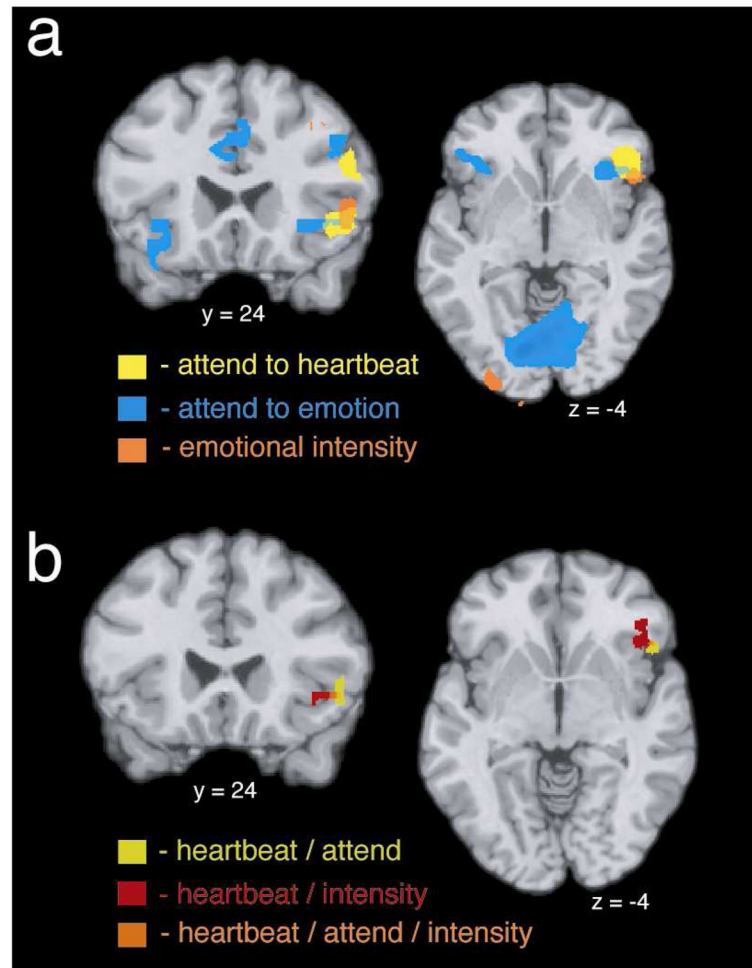 a
y = 24
z = -4
- attend to heartbeat
- attend to emotion
- emotional intensity
b
y = 24
z = -4
- heartbeat / attend
- heartbeat / intensity
- heartbeat / attend / intensity